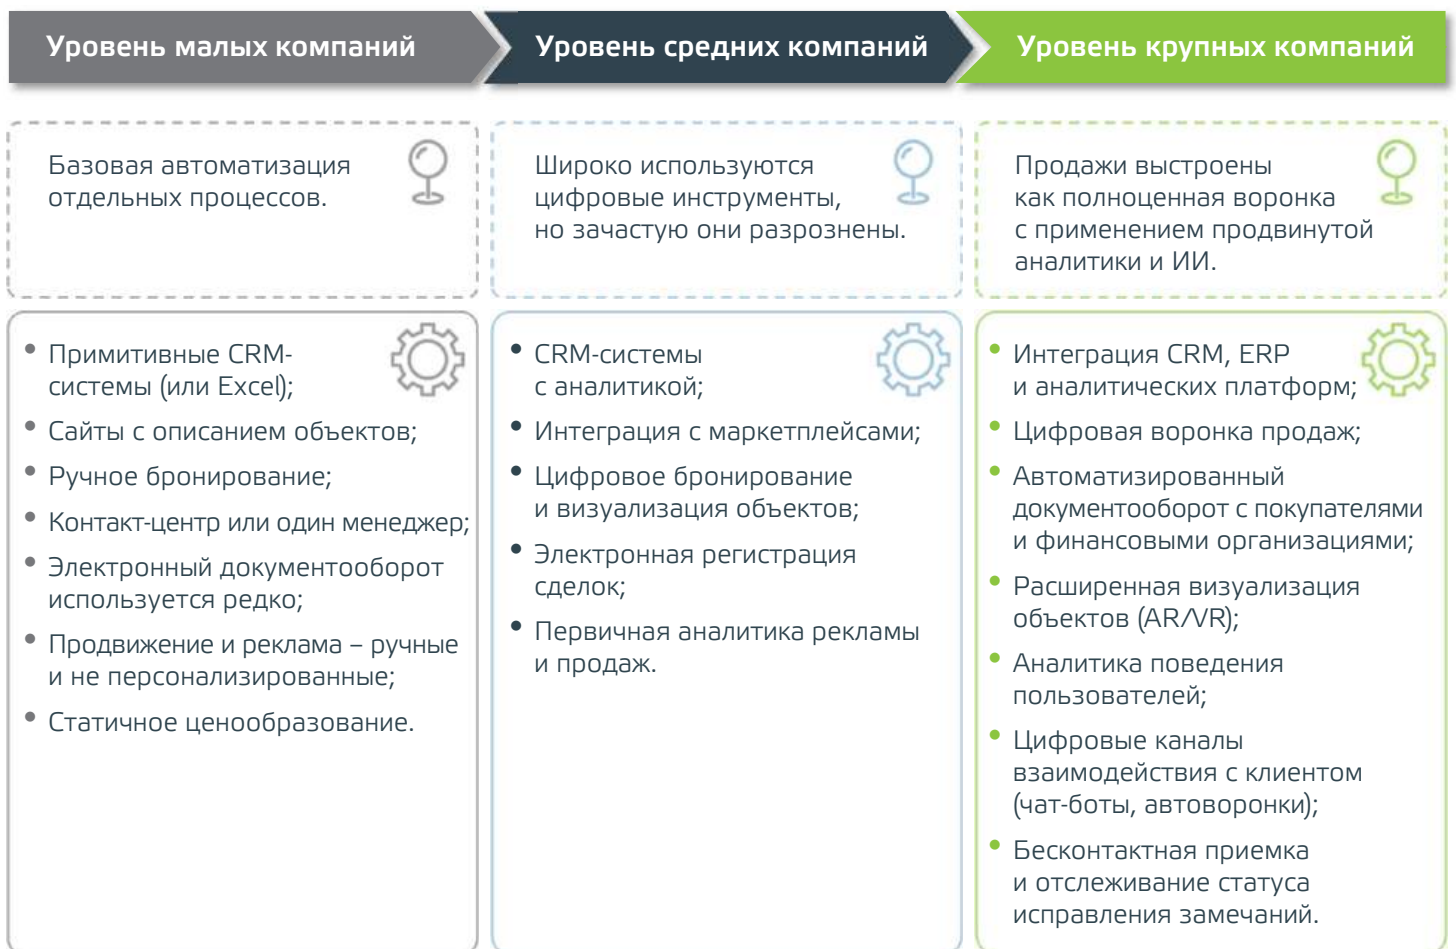 Уровень малых компаний
Уровень средних компаний
Уровень крупных компаний
Базовая автоматизация
отдельных процессов.
Широко используются
цифровые инструменты,
но зачастую они разрознены.
Продажи выстроены
как полноценная воронка
с применением продвинутой
аналитики и ИИ.
• Примитивные CRM-
системы (или Excel);
• Сайты с описанием объектов;
• Ручное бронирование;
• Контакт-центр или один менеджер;
• Электронный документооборот
используется редко;
• Продвижение и реклама – ручные
и не персонализированные;
• Статичное ценообразование.
• CRM-системы
с аналитикой;
• Интеграция с маркетплейсами;
• Цифровое бронирование
и визуализация объектов;
• Электронная регистрация
сделок;
• Первичная аналитика рекламы
и продаж.
• Интеграция CRM, ERP
и аналитических платформ;
• Цифровая воронка продаж;
• Автоматизированный
документооборот с покупателями
и финансовыми организациями;
• Расширенная визуализация
объектов (AR/VR);
• Аналитика поведения
пользователей;
• Цифровые каналы
взаимодействия с клиентом
(чат-боты, автоворонки);
• Бесконтактная приемка
и отслеживание статуса
исправления замечаний.